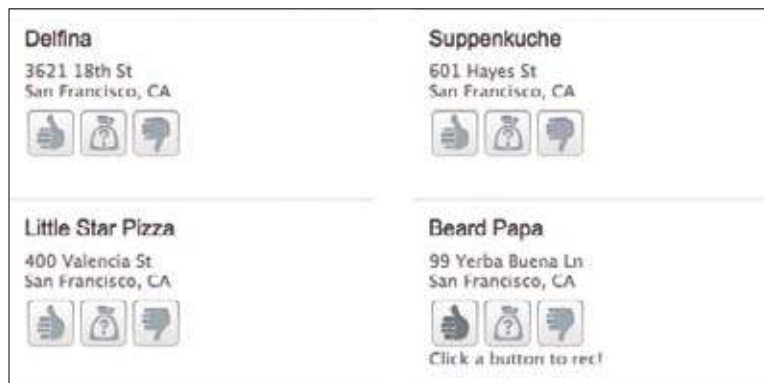 Delfina
3621 18th St
San Francisco, CA
Suppenkuche
601 Hayes St
San Francisco, CA
Little Star Pizza
400 Valencia St
San Francisco, CA
Beard Papa
99 Yerba Buena Ln
San Francisco, CA
Click a button to rec!